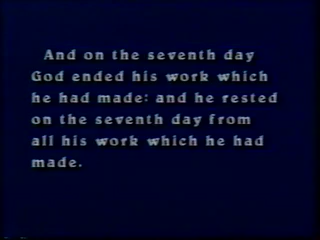 And on the seventh day
God ended his work which
he had made: and he rested
on the seventh day from
all his work which he had
made.